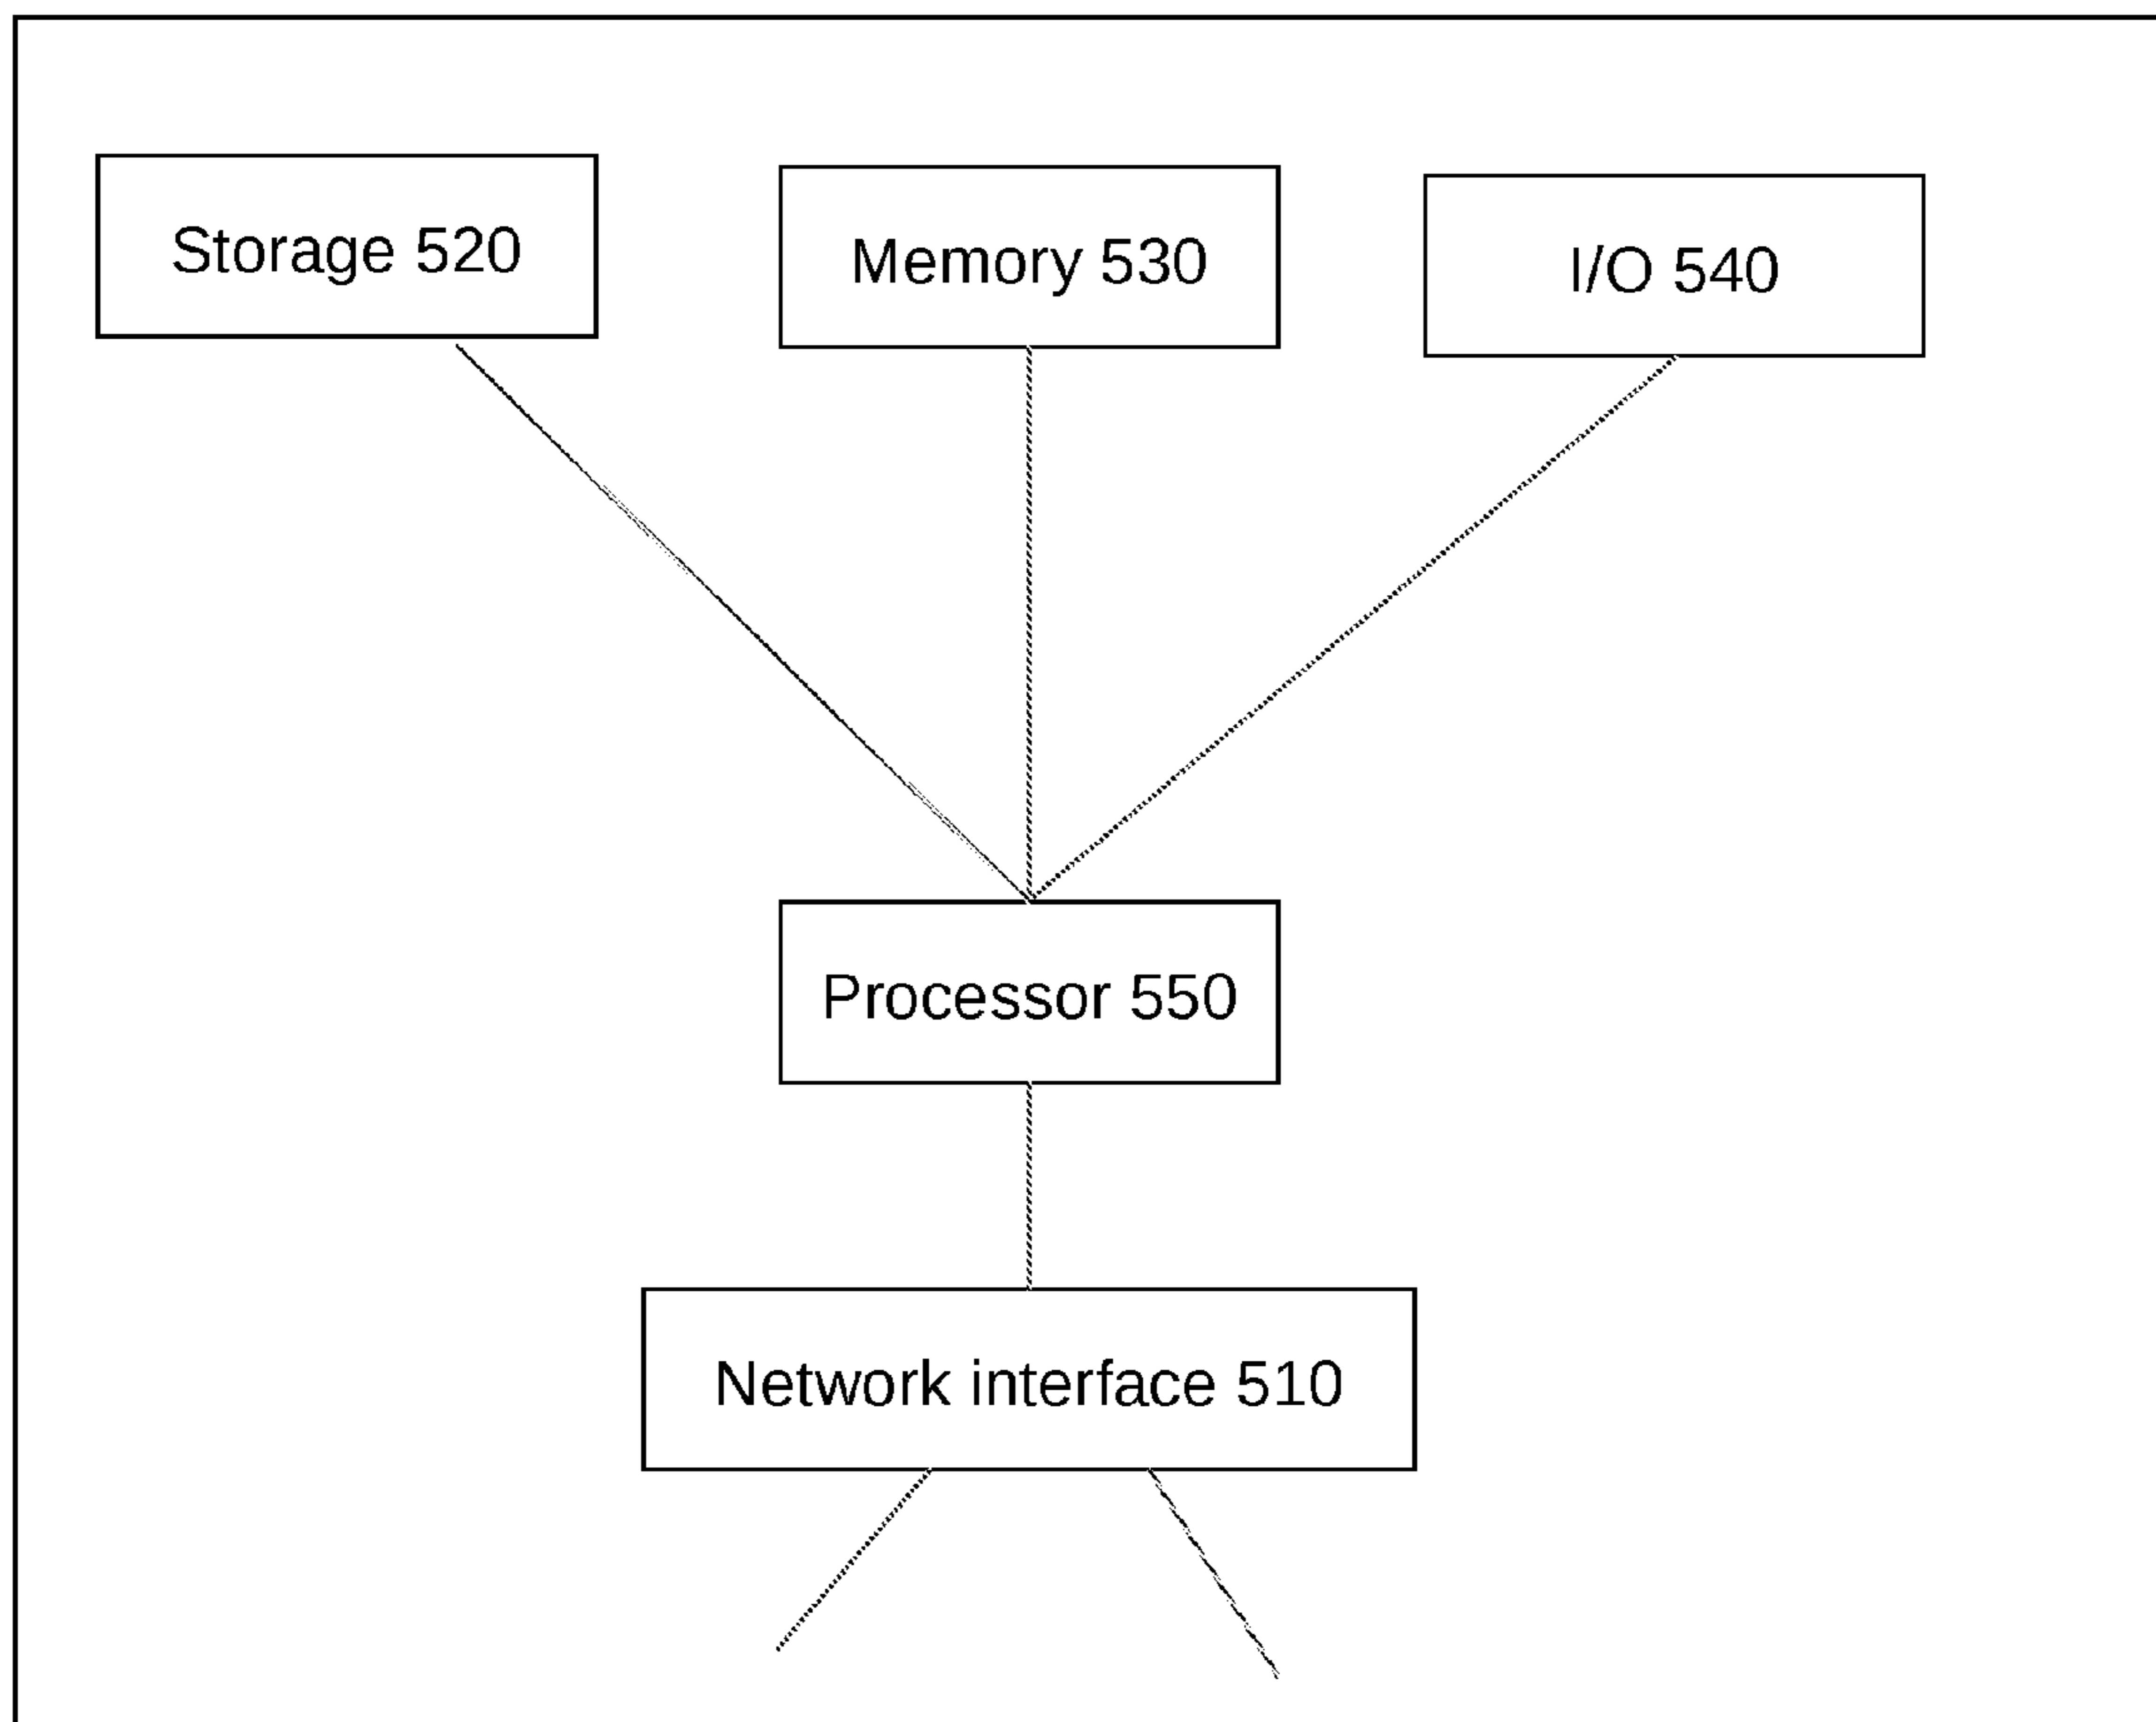 Storage 520
Memory 530
I/O 540
Processor 550
Network interface 510